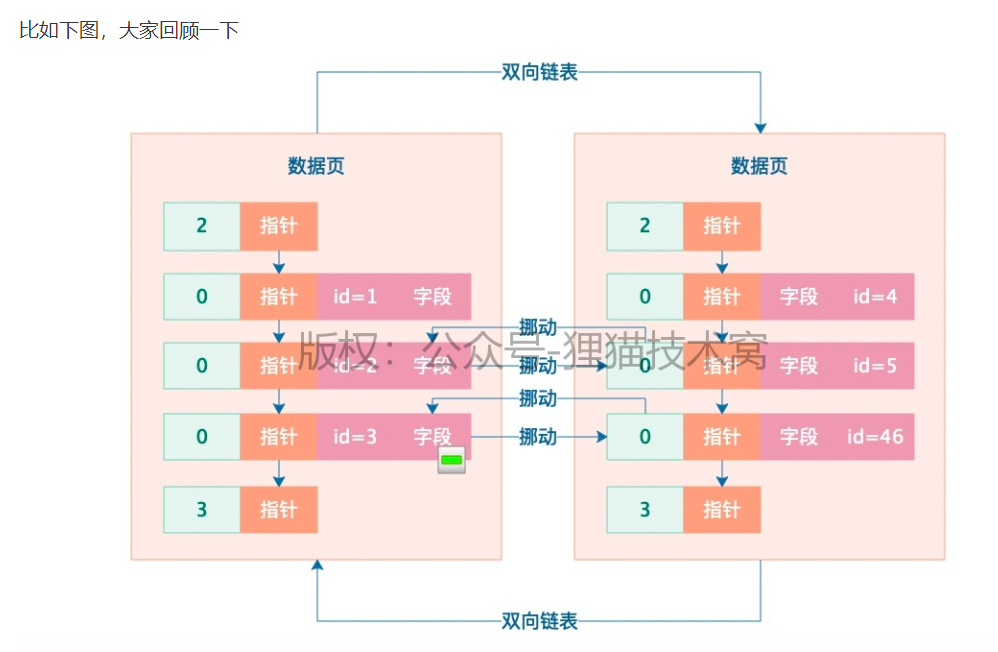 比如下图，大家回顾一下
双向链表
数据页 数据页
2 指针 2 指针
0 指针 id=1 字段 0 指针 字段 id=4
挪动
版权：公众号-狸猫技术窝
0 指针 id=2 字段 挪动 0 指针 字段 id=5
挪动
0 指针 id=3 字段 挪动 0 指针 字段 id=46
3 指针 3 指针
双向链表